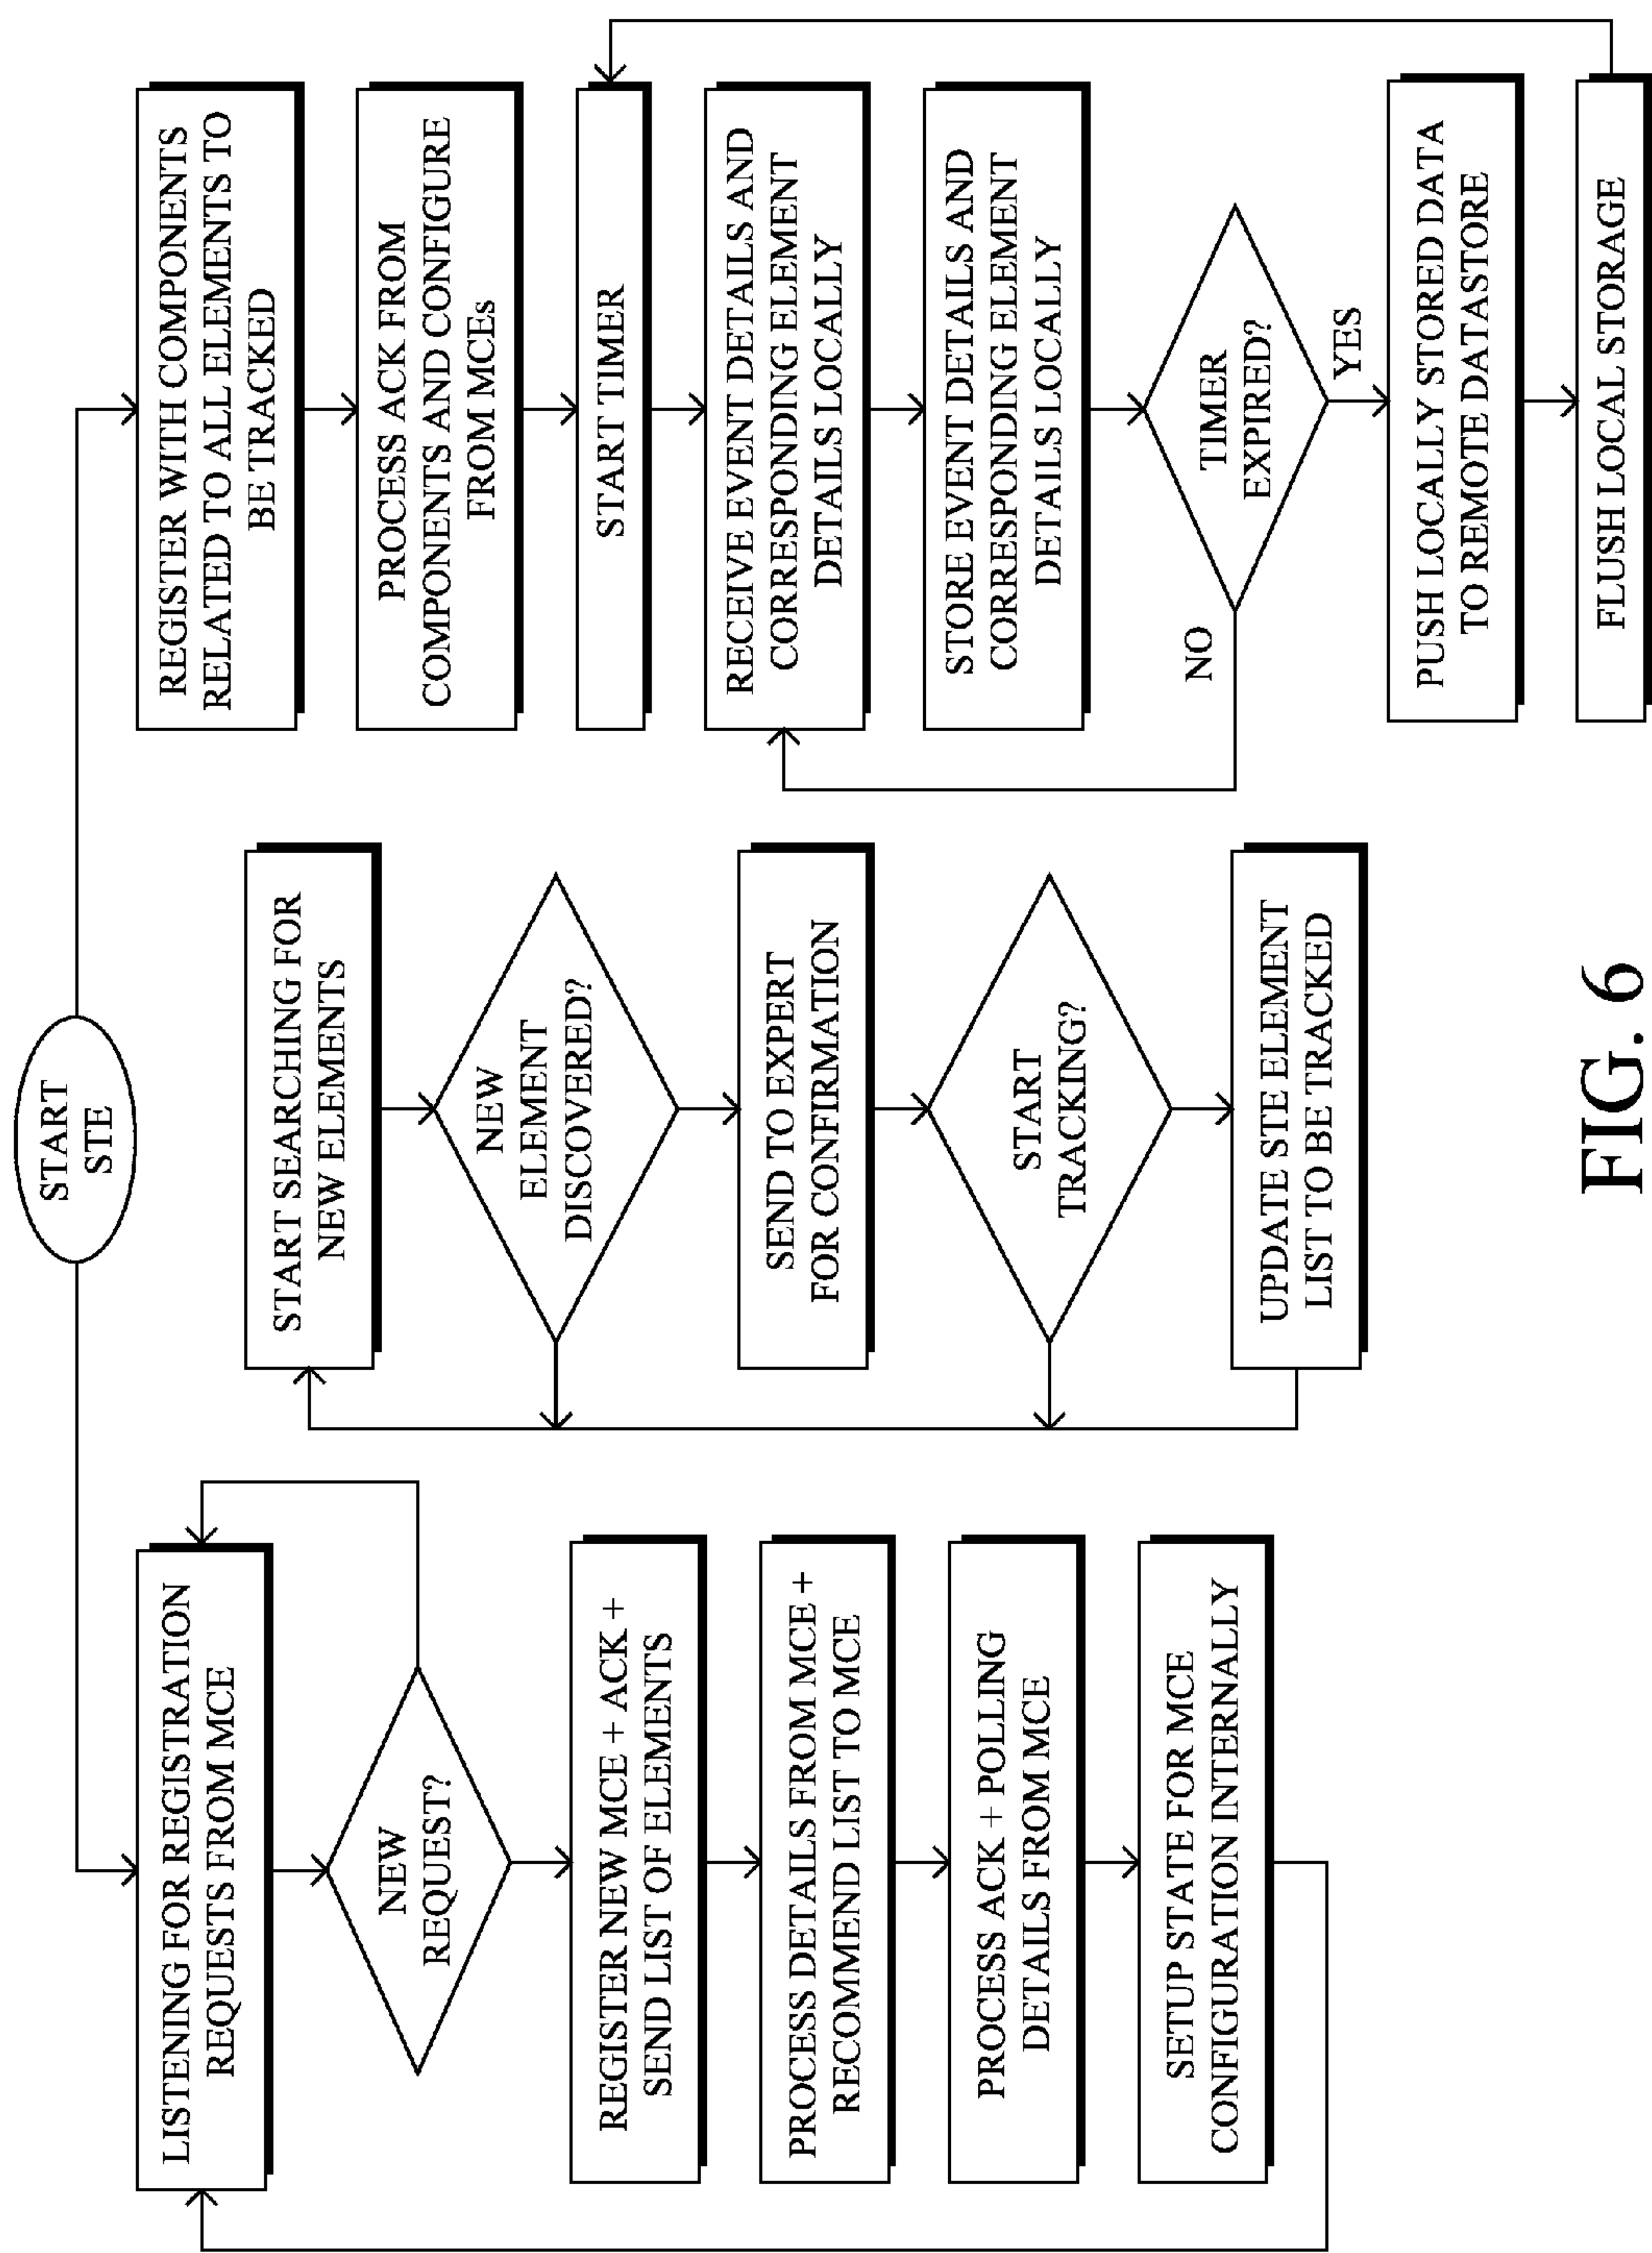 START
STE
LISTENING FOR REGISTRATION
REQUESTS FROM MCE
NEW
REQUEST?
REGISTER NEW MCE + ACK +
SEND LIST OF ELEMENTS
PROCESS DETAILS FROM MCE +
RECOMMEND LIST TO MCE
PROCESS ACK + POLLING
DETAILS FROM MCE
SETUP STATE FOR MCE
CONFIGURATION INTERNALLY
START SEARCHING FOR
NEW ELEMENTS
NEW
ELEMENT
DISCOVERED?
SEND TO EXPERT
FOR CONFIRMATION
START
TRACKING?
UPDATE STE ELEMENT
LIST TO BE TRACKED
REGISTER WITH COMPONENTS
RELATED TO ALL ELEMENTS TO
BE TRACKED
PROCESS ACK FROM
COMPONENTS AND CONFIGURE
FROM MCEs
START TIMER
RECEIVE EVENT DETAILS AND
CORRESPONDING ELEMENT
DETAILS LOCALLY
STORE EVENT DETAILS AND
CORRESPONDING ELEMENT
DETAILS LOCALLY
TIMER
EXPIRED?
NO
YES
PUSH LOCALLY STORED DATA
TO REMOTE DATASTORE
FLUSH LOCAL STORAGE
FIG. 6